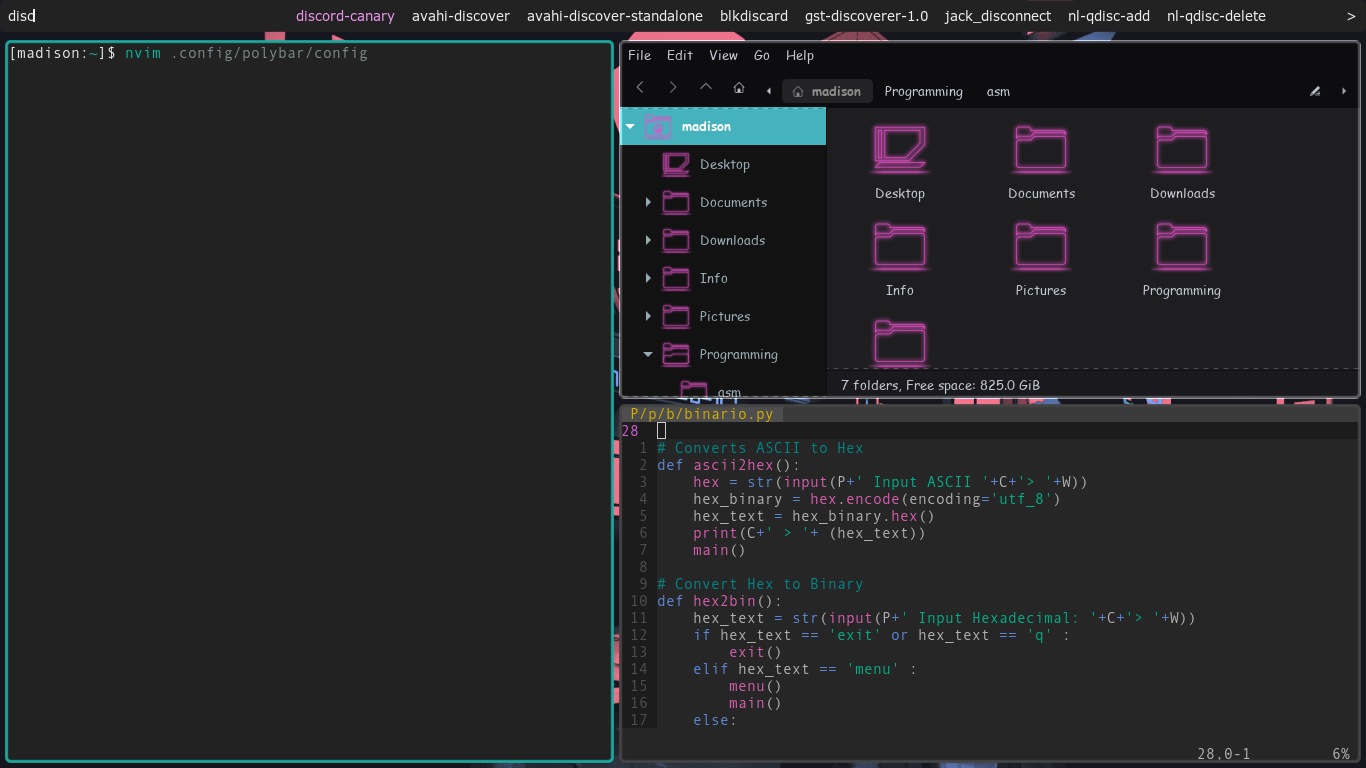 disc discord-canary avahi-discover avahi-discover-standalone blkdiscard gst-discoverer-1.0 jack_disconnect nl-qdisc-add nl-qdisc-delete >
[madison:~]$ nvim .config/polybar/config
File Edit View Go Help
madison Programming asm
madison
Desktop
Documents
Downloads
Info
Pictures
Programming
asm
Desktop Documents Downloads
Info Pictures Programming
7 folders, Free space: 825.0 GiB
P/p/b/binario.py
28
1 # Converts ASCII to Hex
2 def ascii2hex():
3     hex = str(input(P+' Input ASCII '+C+'> '+W))
4     hex_binary = hex.encode(encoding='utf_8')
5     hex_text = hex_binary.hex()
6     print(C+' > '+ (hex_text))
7     main()
8
9 # Convert Hex to Binary
10 def hex2bin():
11     hex_text = str(input(P+' Input Hexadecimal: '+C+'> '+W))
12     if hex_text == 'exit' or hex_text == 'q' :
13         exit()
14     elif hex_text == 'menu' :
15         menu()
16         main()
17     else:
28,0-1 6%